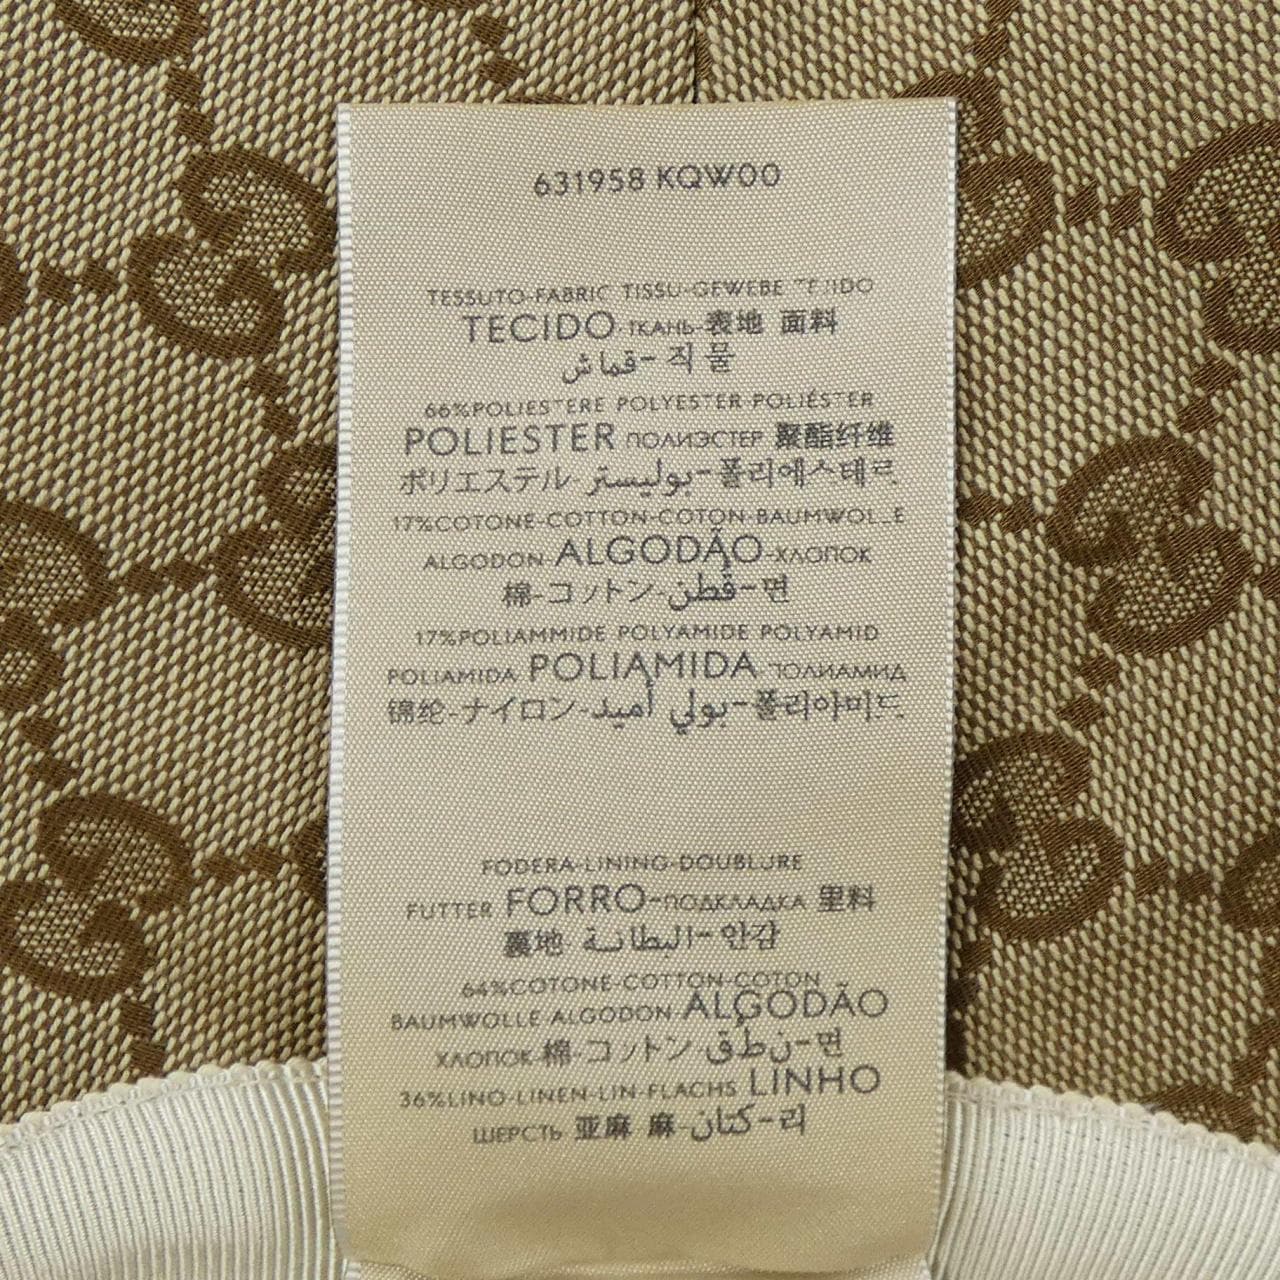 631958 KQW00
TESSUTO-FABRIC TISSU-GEWEBE TEJIDO
TECIDO-ТКАНЬ-表地 面料
قماش-직물
66%POLIESTERE POLYESTER POLIÉSTER
POLIESTER ПОЛИЭСТЕР 聚酯纤维
ポリエステル-بوليستر-폴리에스테르
17%COTONE-COTTON-COTON-BAUMWOLLE
ALGODON-ALGODÃO-ХЛОПОК
棉-コットン-قطن-면
17%POLIAMMIDE POLYAMIDE POLYAMID
POLIAMIDA-POLIAMIDA-ПОЛИАМИД
锦纶-ナイロン-بولي أميد-폴리아미드
FODERA-LINING-DOUBLURE
FUTTER FORRO-ПОДКЛАДКА 里料
裏地-البطانة-안감
64%COTONE-COTTON-COTON
BAUMWOLLE ALGODON-ALGODÃO
ХЛОПОК-棉-コットン-ق‎ط‎ن-면
36%LINO-LINEN-LIN-FLACHS LINHO
ШЕРСТЬ 亚麻 麻-كتان-리